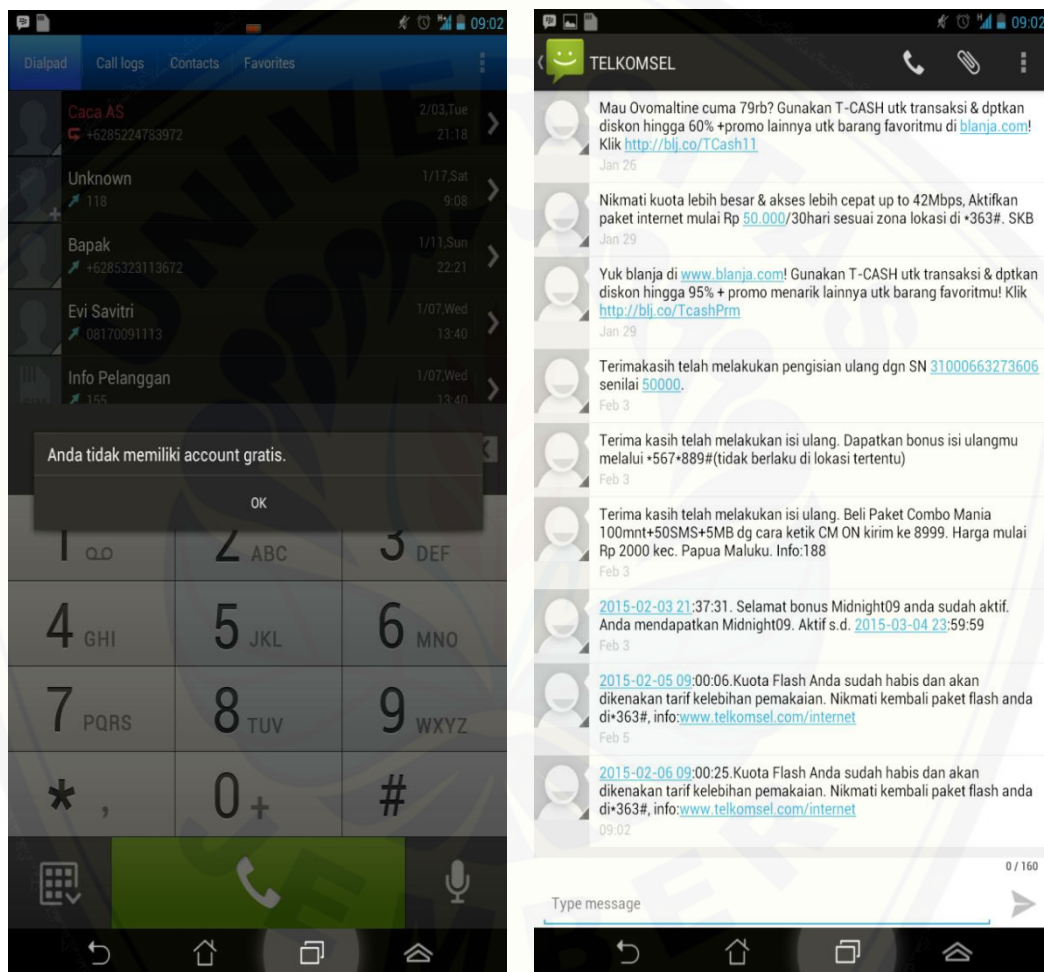 09:02
Dialpad
Call logs
Contacts
Favorites
Caca AS
2/03,Tue
+6285224783972
21:18
Unknown
1/17,Sat
118
9:08
Bapak
1/11,Sun
+6285323113672
22:21
Evi Savitri
1/07,Wed
08170091113
13:40
Info Pelanggan
1/07,Wed
155
13:40
Anda tidak memiliki account gratis.
OK
1
2 ABC
3 DEF
4 GHI
5 JKL
6 MNO
7 PQRS
8 TUV
9 WXYZ
* ,
0 +
#
09:02
TELKOMSEL
Mau Ovomaltine cuma 79rb? Gunakan T-CASH utk transaksi & dptkan
diskon hingga 60% +promo lainnya utk barang favoritmu di blanja.com!
Klik http://blj.co/TCash11
Jan 26
Nikmati kuota lebih besar & akses lebih cepat up to 42Mbps, Aktifkan
paket internet mulai Rp 50.000/30hari sesuai zona lokasi di *363#. SKB
Jan 29
Yuk blanja di www.blanja.com! Gunakan T-CASH utk transaksi & dptkan
diskon hingga 95% + promo menarik lainnya utk barang favoritmu! Klik
http://blj.co/TcashPrm
Jan 29
Terimakasih telah melakukan pengisian ulang dgn SN 31000663273606
senilai 50000.
Feb 3
Terima kasih telah melakukan isi ulang. Dapatkan bonus isi ulangmu
melalui *567*889#(tidak berlaku di lokasi tertentu)
Feb 3
Terima kasih telah melakukan isi ulang. Beli Paket Combo Mania
100mnt+50SMS+5MB dg cara ketik CM ON kirim ke 8999. Harga mulai
Rp 2000 kec. Papua Maluku. Info:188
Feb 3
2015-02-03 21:37:31. Selamat bonus Midnight09 anda sudah aktif.
Anda mendapatkan Midnight09. Aktif s.d. 2015-03-04 23:59:59
Feb 3
2015-02-05 09:00:06.Kuota Flash Anda sudah habis dan akan
dikenakan tarif kelebihan pemakaian. Nikmati kembali paket flash anda
di*363#, info:www.telkomsel.com/internet
Feb 5
2015-02-06 09:00:25.Kuota Flash Anda sudah habis dan akan
dikenakan tarif kelebihan pemakaian. Nikmati kembali paket flash anda
di*363#, info:www.telkomsel.com/internet
09:02
0 / 160
Type message